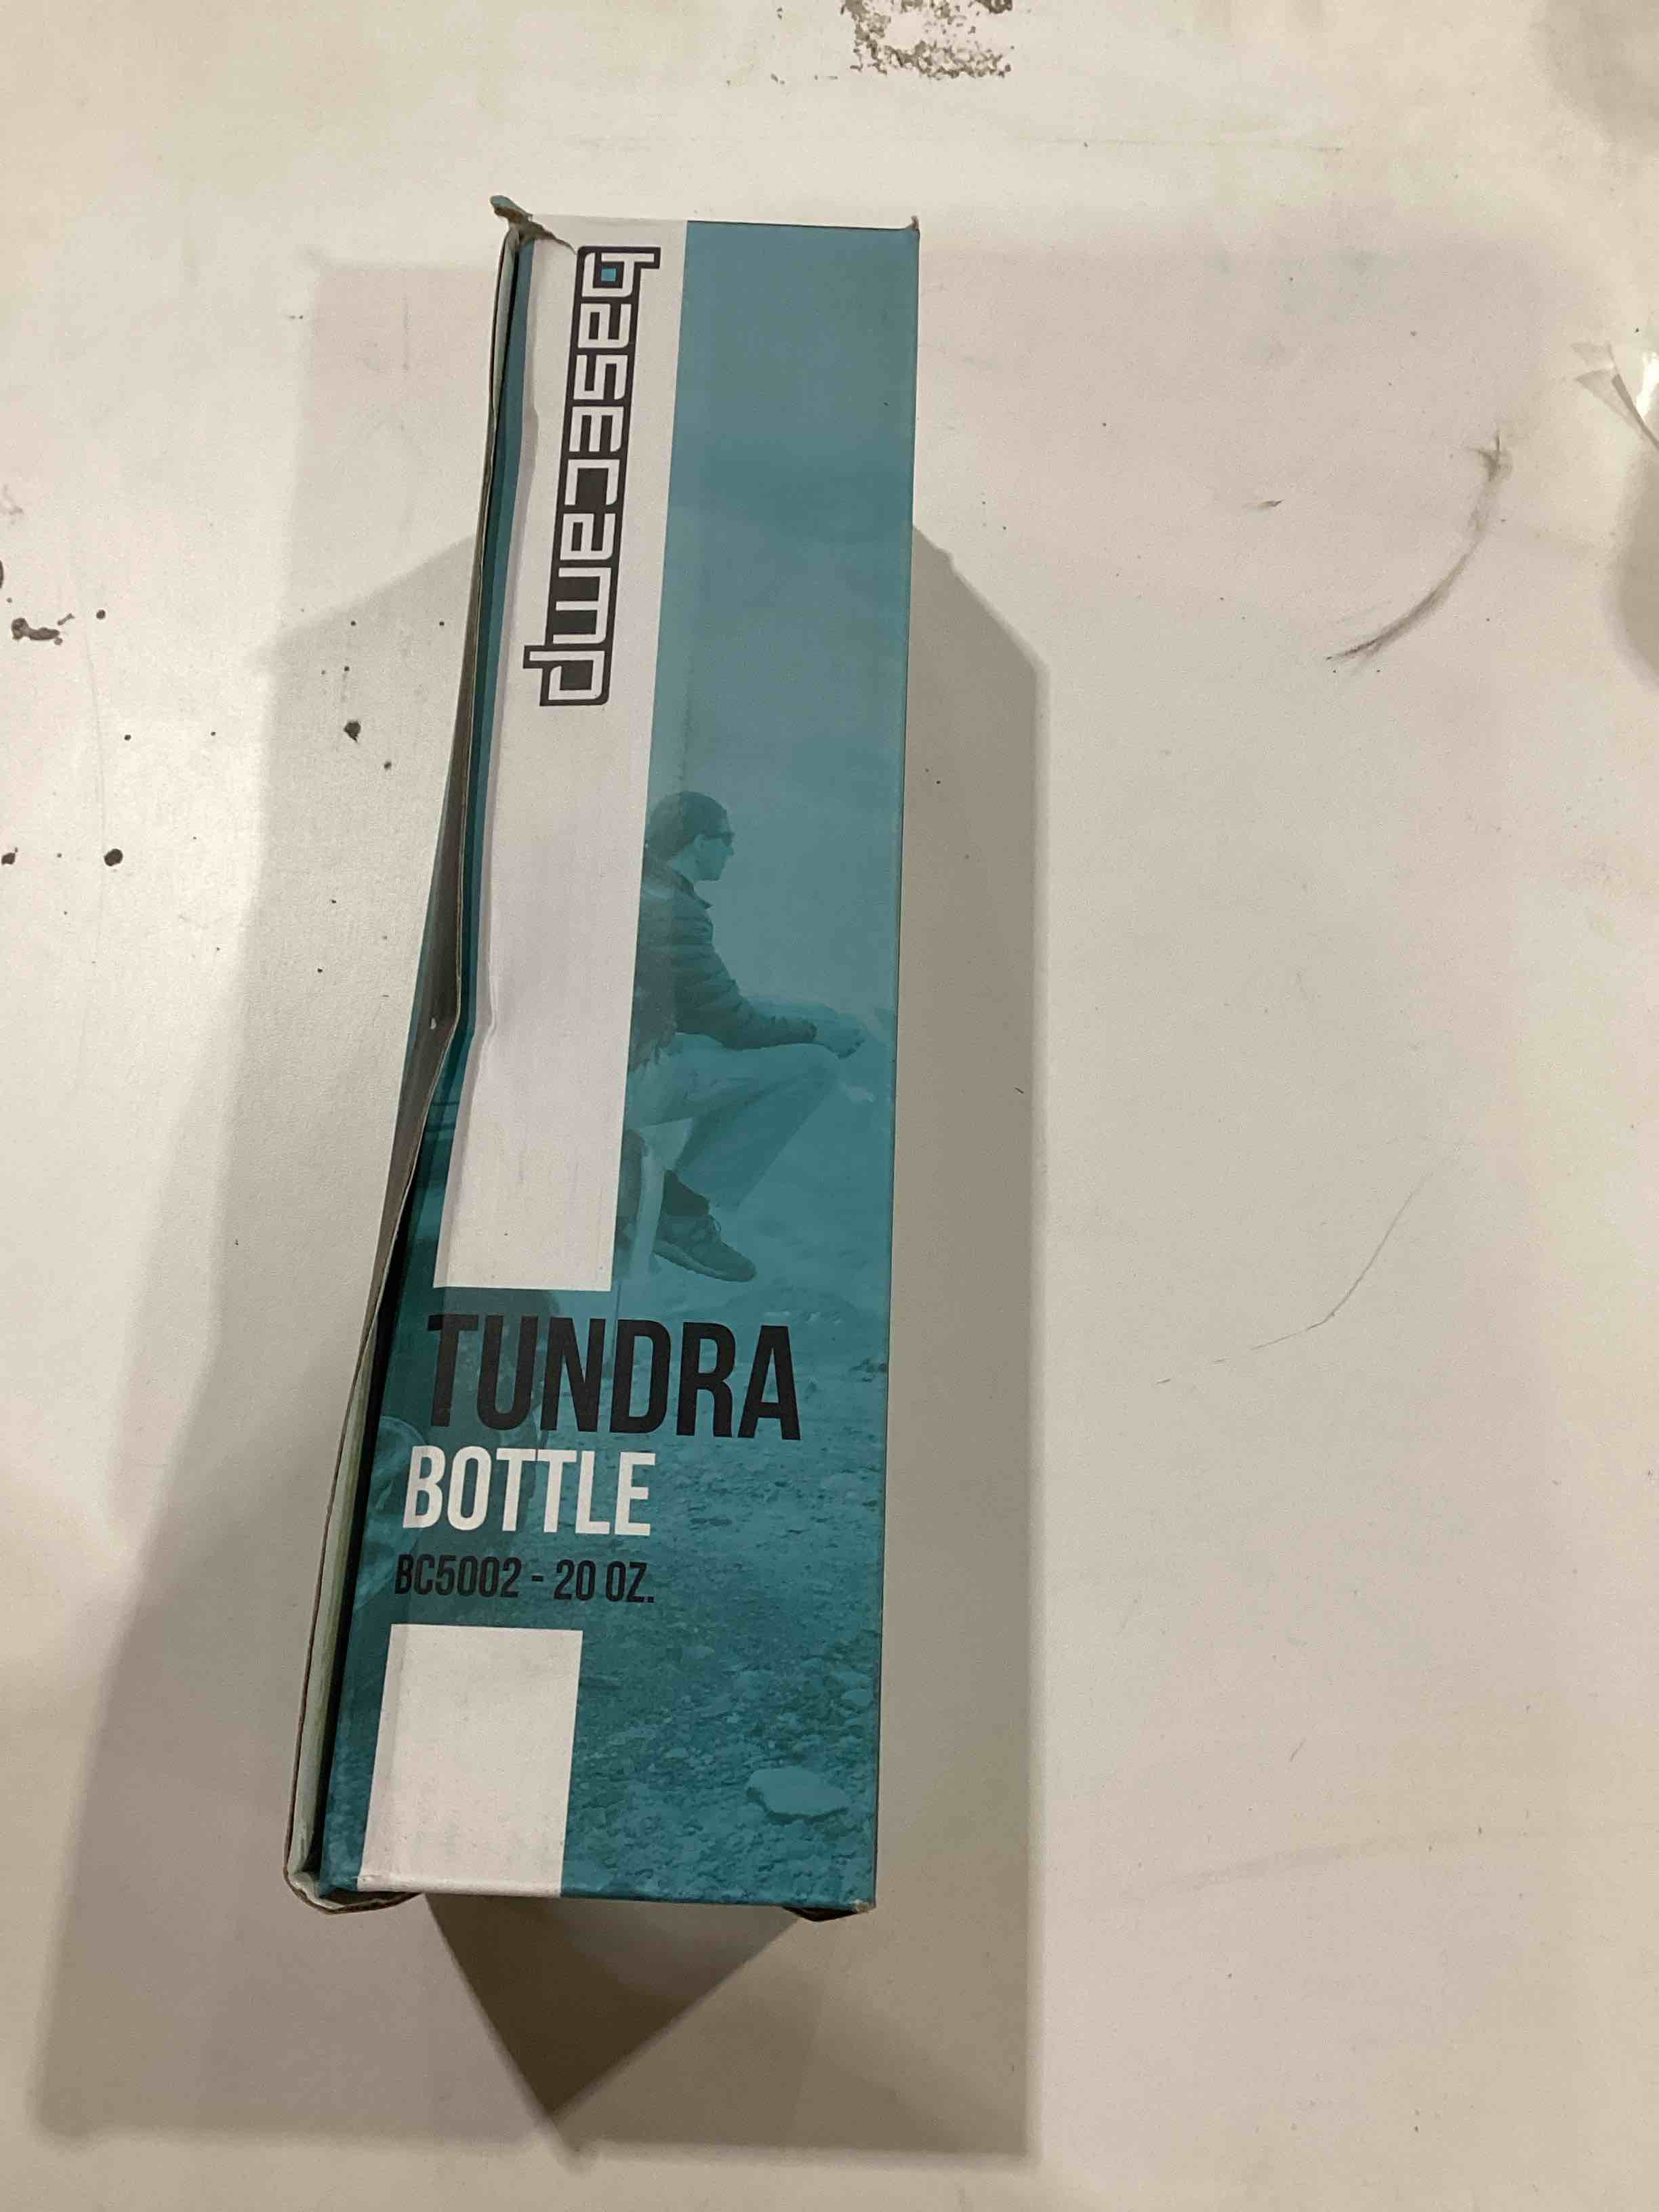 basecamp
TUNDRA
BOTTLE
BC5002 - 20 OZ.